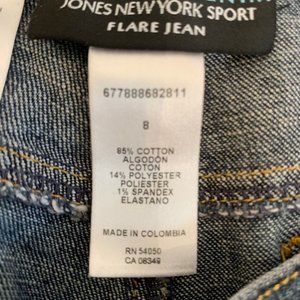 JONES NEW YORK SPORT
FLARE JEAN
677888682811
8
85% COTTON
ALGODÓN
COTON
14% POLYESTER
POLIESTER
1% SPANDEX
ELASTANO
MADE IN COLOMBIA
RN 54050
CA 08349